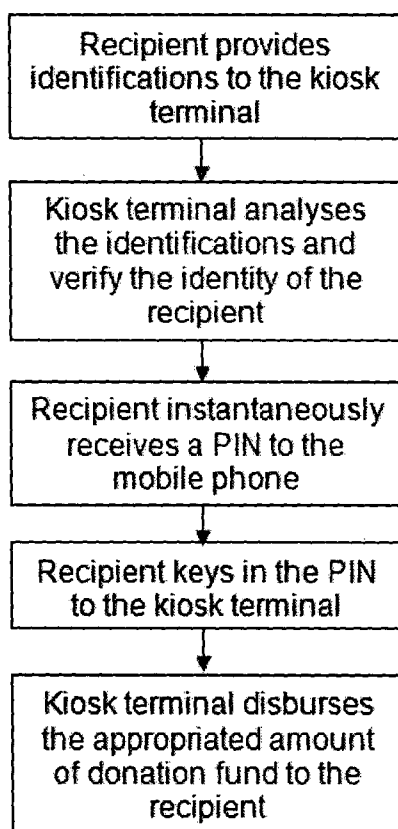 Recipient provides
identifications to the kiosk
terminal
Kiosk terminal analyses
the identifications and
verify the identity of the
recipient
Recipient instantaneously
receives a PIN to the
mobile phone
Recipient keys in the PIN
to the kiosk terminal
Kiosk terminal disburses
the appropriated amount
of donation fund to the
recipient